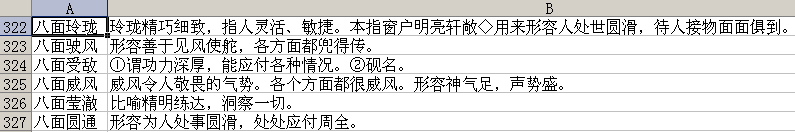 A B
322 八面玲珑 玲珑精巧细致，指人灵活、敏捷。本指窗户明亮轩敞◇用来形容人处世圆滑，待人接物面面俱到。
323 八面驶风 形容善于见风使舵，各方面都兜得传。
324 八面受敌 ①谓功力深厚，能应付各种情况。②砚名。
325 八面威风 威风令人敬畏的气势。各个方面都很威风。形容神气足，声势盛。
326 八面莹澈 比喻精明练达，洞察一切。
327 八面圆通 形容为人处事圆滑，处处应付周全。